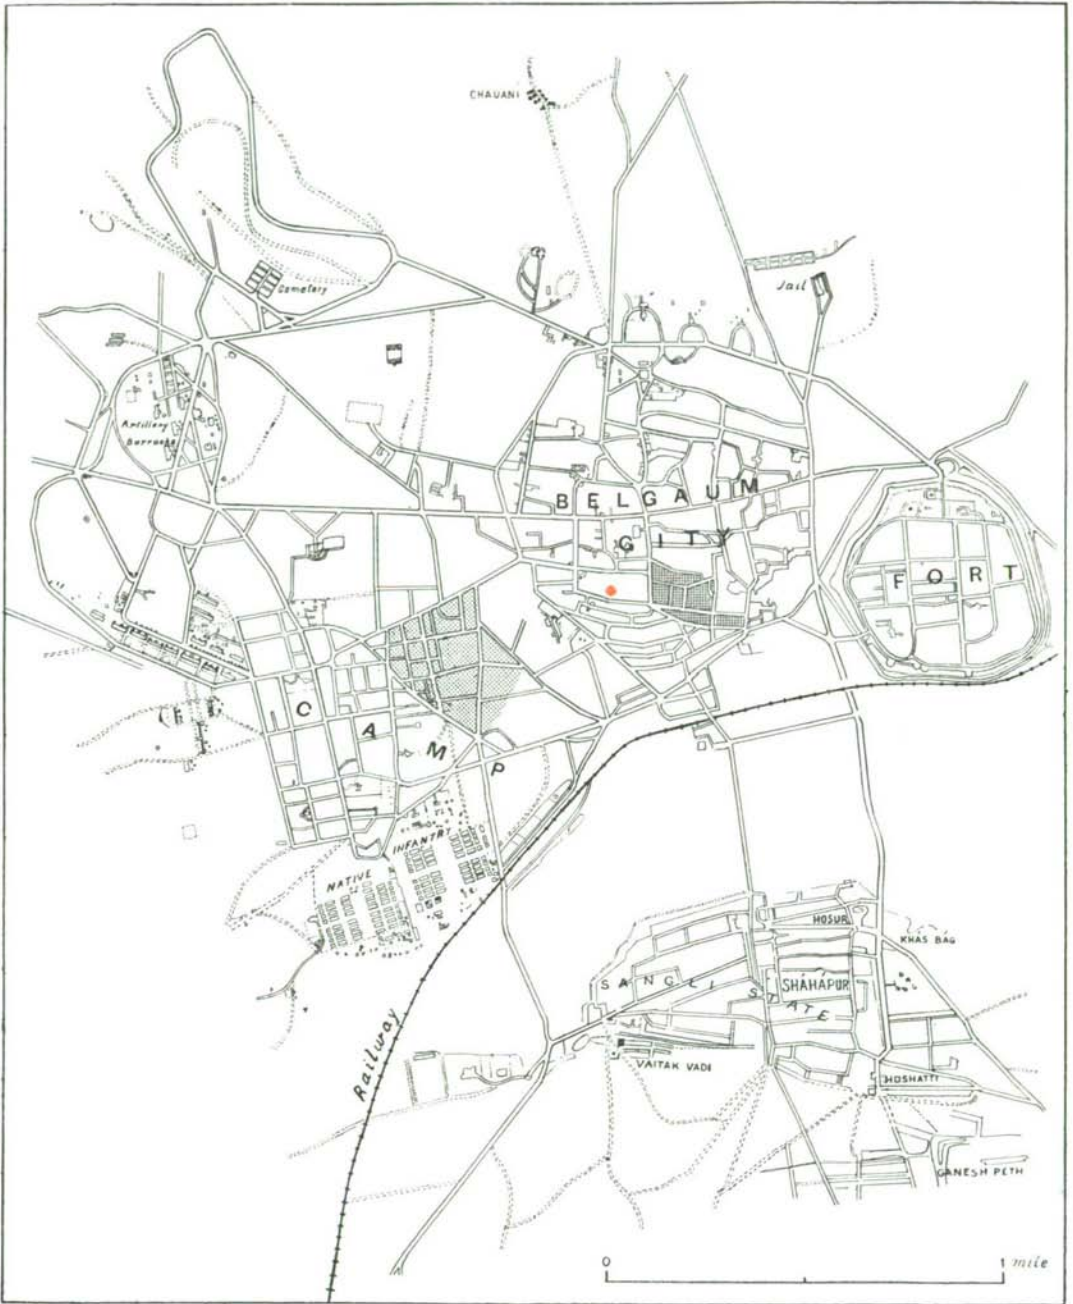 CHAUANI
Jail
Cemetery
Artillery
Barracks
BELGAUM
CITY
FORT
CAMP
NATIVE INFANTRY
HOSUR
KHAS BAG
SANGLI STATE
SHAHAPUR
Railway
VAITAK VADI
HOSHATTI
GANESH PETH
0 1 mile